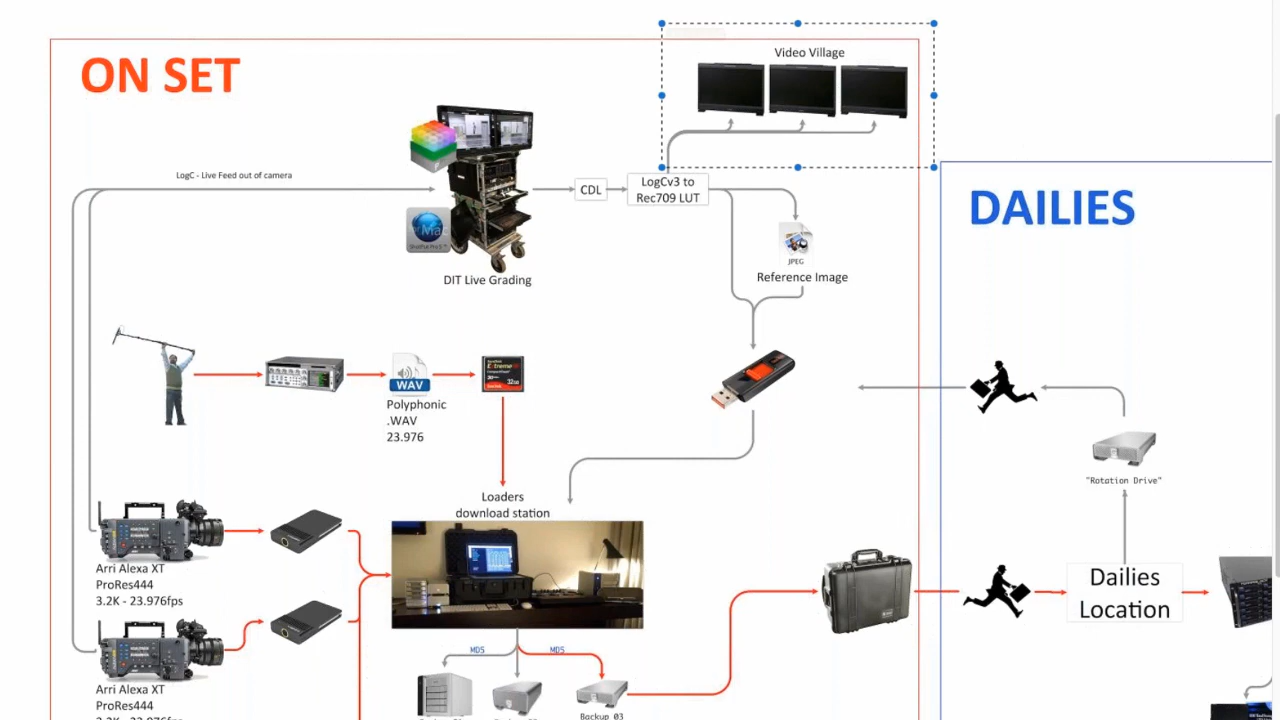 ON SET
Video Village
LogC - Live Feed out of camera
CDL
LogCv3 to
Rec709 LUT
DAILIES
JPEG
Reference Image
DIT Live Grading
WAV
Extreme
32GB
Polyphonic
.WAV
23.976
"Rotation Drive"
Loaders
download station
Arri Alexa XT
ProRes444
3.2K - 23.976fps
Dailies
Location
MD5
MD5
Arri Alexa XT
ProRes444
Backup 03